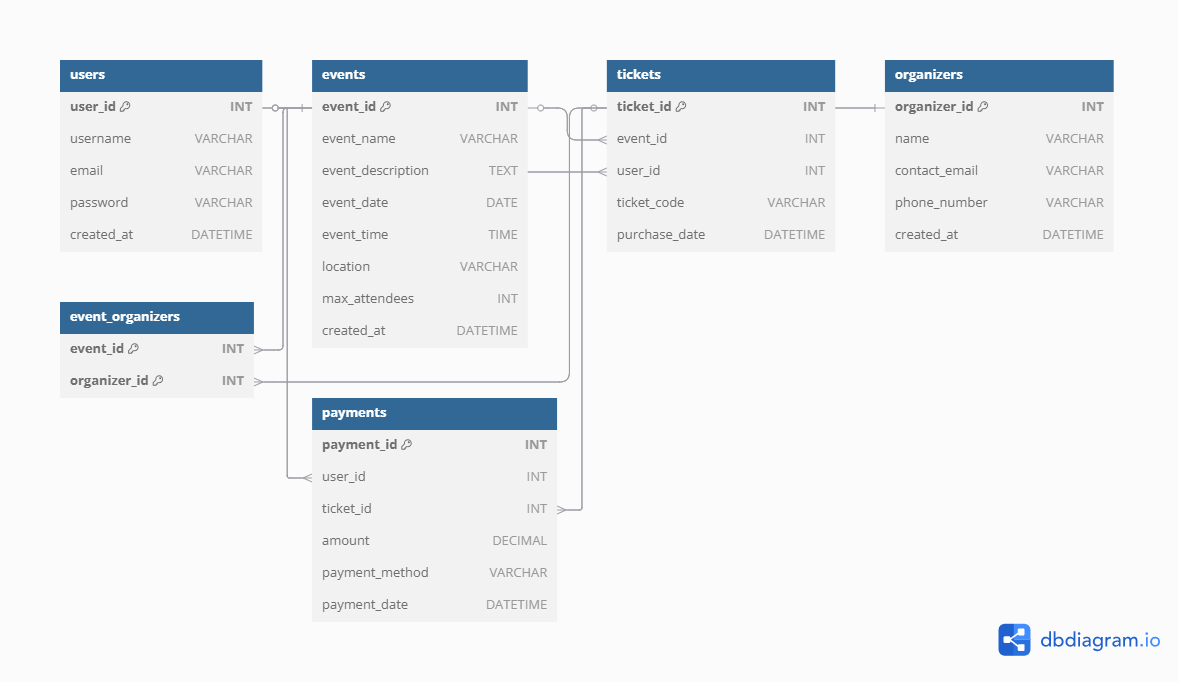 users
user_id INT
username VARCHAR
email VARCHAR
password VARCHAR
created_at DATETIME
events
event_id INT
event_name VARCHAR
event_description TEXT
event_date DATE
event_time TIME
location VARCHAR
max_attendees INT
created_at DATETIME
tickets
ticket_id INT
event_id INT
user_id INT
ticket_code VARCHAR
purchase_date DATETIME
organizers
organizer_id INT
name VARCHAR
contact_email VARCHAR
phone_number VARCHAR
created_at DATETIME
event_organizers
event_id INT
organizer_id INT
payments
payment_id INT
user_id INT
ticket_id INT
amount DECIMAL
payment_method VARCHAR
payment_date DATETIME
dbdiagram.io